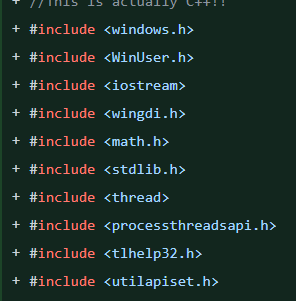 + //This is actually C++!!
+ #include <windows.h>
+ #include <WinUser.h>
+ #include <iostream>
+ #include <wingdi.h>
+ #include <math.h>
+ #include <stdlib.h>
+ #include <thread>
+ #include <processthreadsapi.h>
+ #include <tlhelp32.h>
+ #include <utilapiset.h>